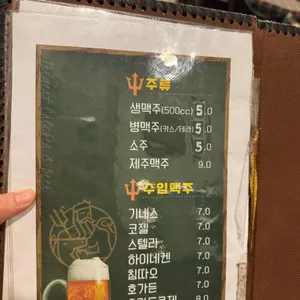 주류
생맥주(500cc) 5.0
병맥주(카스/테라) 5.0
소주 5.0
제주맥주 9.0
수입맥주
기네스 7.0
코젤 7.0
스텔라 7.0
하이네켄 7.0
칭따오 7.0
호가든 7.0
8.0